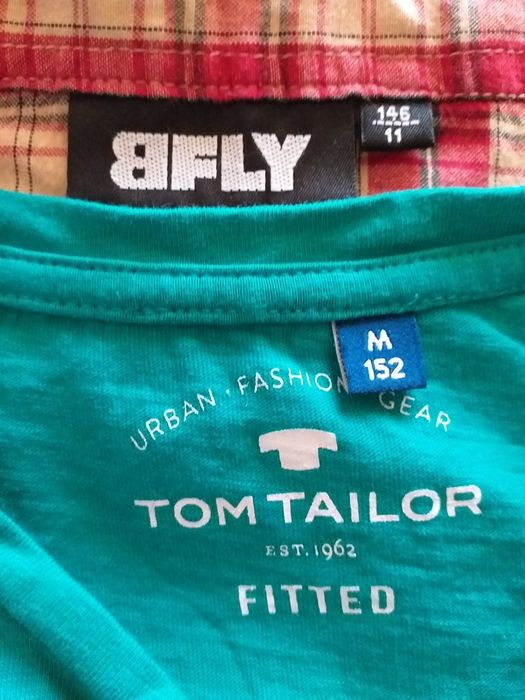 BFLY
146
11
M
152
URBAN · FASHION GEAR
TOM TAILOR
EST. 1962
FITTED